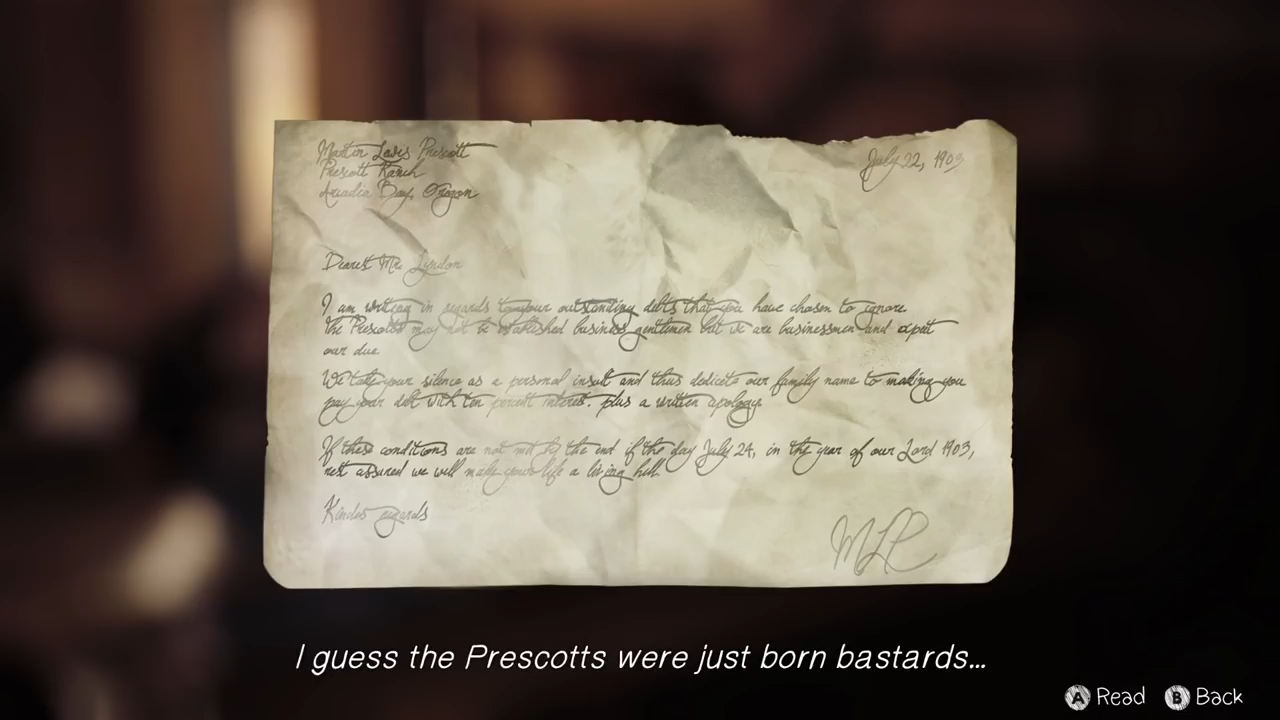 Martin Lewis Prescott
Prescott Ranch
Arcadia Bay, Oregon
July 22, 1903
Dearest Mr. Lyndon
I am writing in regards to your outstanding debts that you have chosen to ignore.
The Prescotts may not be established business gentlemen but we are businessmen and expect
our due.
We take your silence as a personal insult and thus dedicate our family name to making you
pay your debt with ten percent interest, plus a written apology.
If these conditions are not met by the end if the day July 24, in the year of our Lord 1903,
rest assured we will make your life a living hell.
Kindest regards
MLP
I guess the Prescotts were just born bastards...
A Read B Back